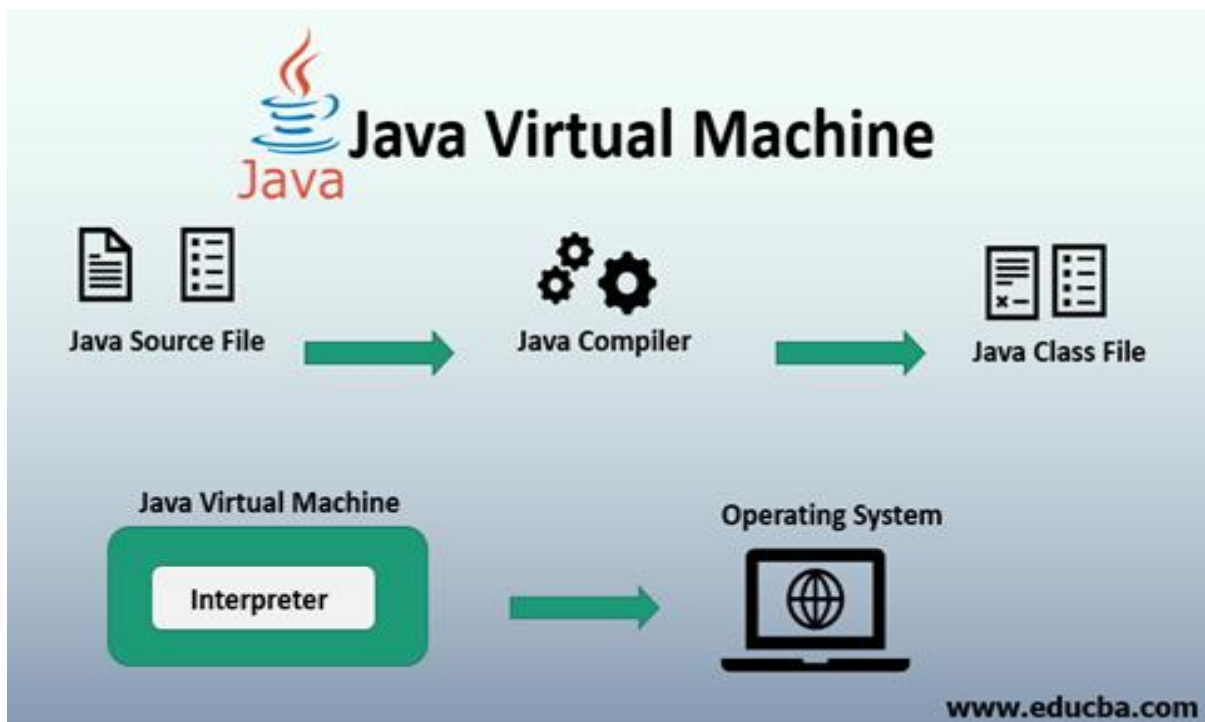 Java
Java Virtual Machine
Java Source File
Java Compiler
Java Class File
Java Virtual Machine
Interpreter
Operating System
www.educba.com